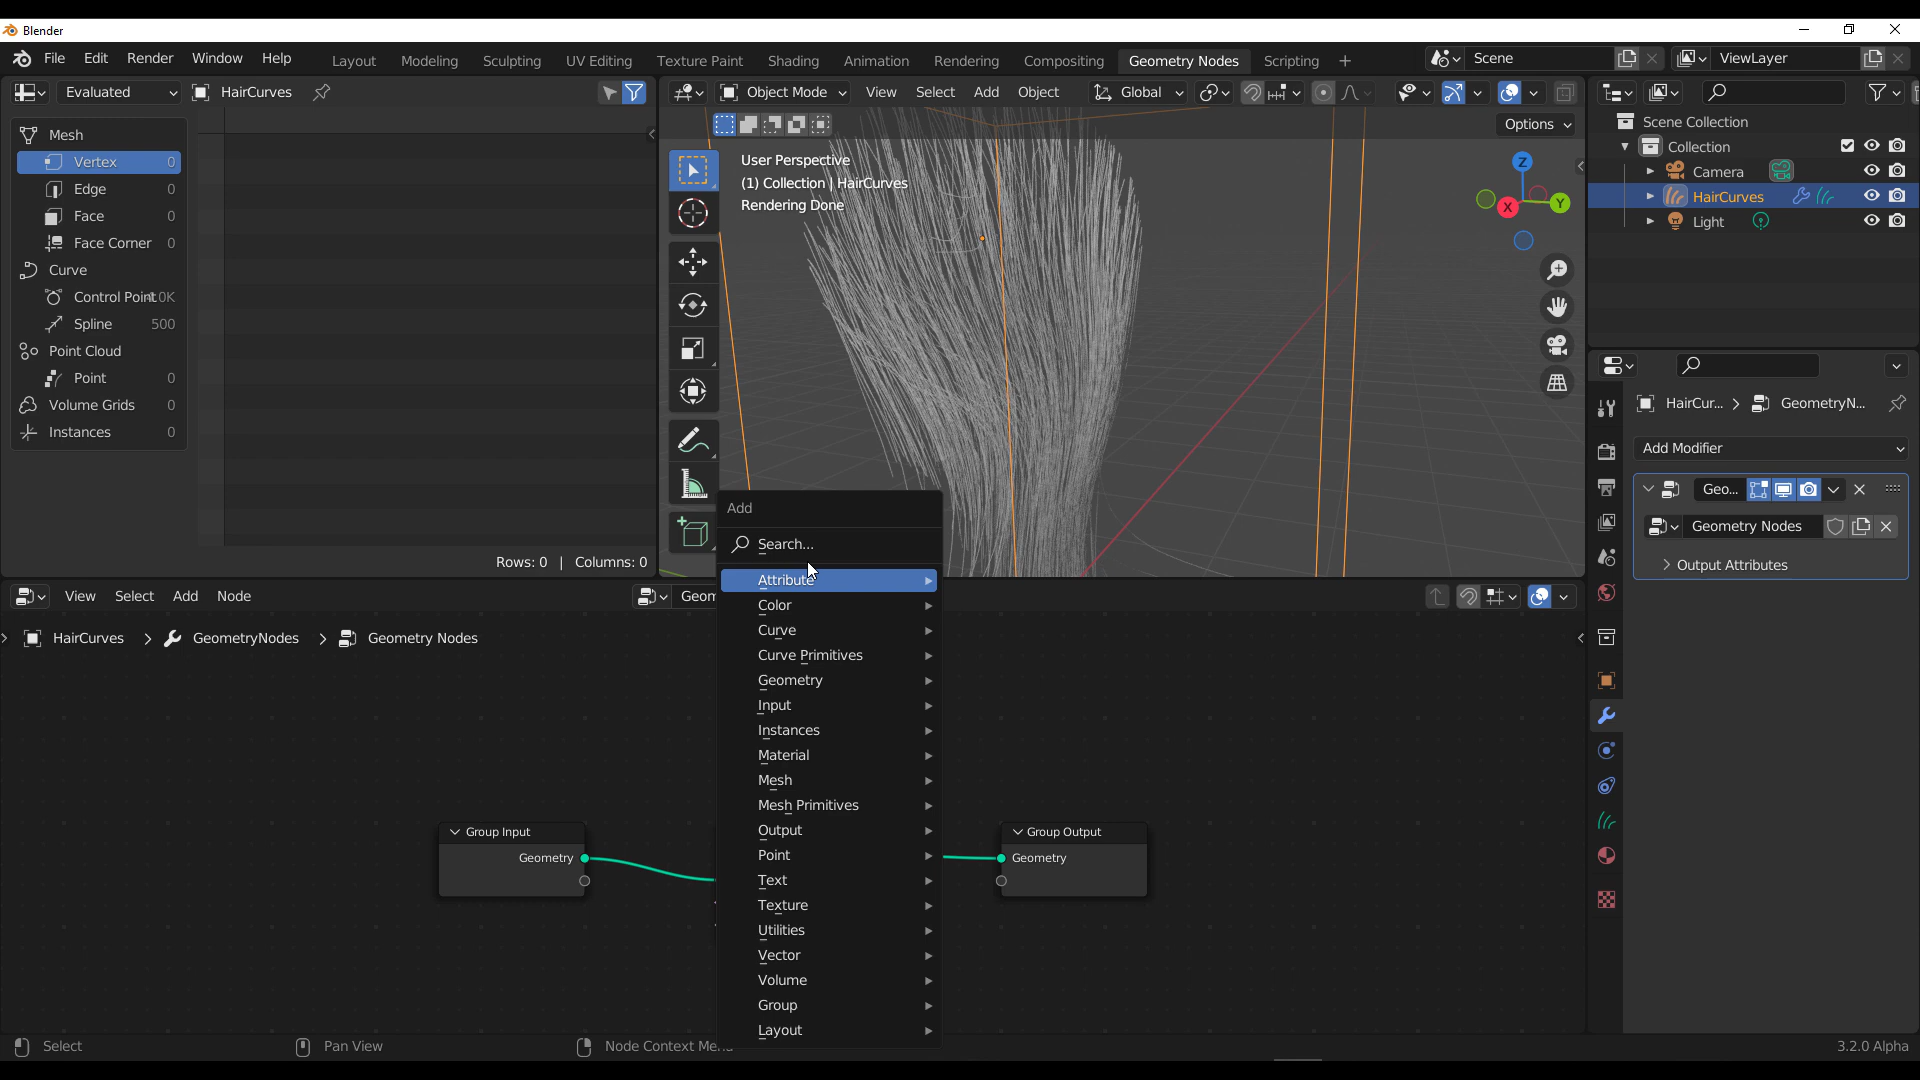 Blender
File Edit Render Window Help Layout Modeling Sculpting UV Editing Texture Paint Shading Animation Rendering Compositing Geometry Nodes Scripting + Scene ViewLayer
Evaluated HairCurves
Mesh
Vertex 0
Edge 0
Face 0
Face Corner 0
Curve
Control Point
Spline 500
Point Cloud
Point 0
Volume Grids 0
Instances 0
Rows: 0 | Columns: 0
Object Mode View Select Add Object Global
Options
User Perspective
(1) Collection | HairCurves
Rendering Done
Z
X
Y
Scene Collection
Collection
Camera
HairCurves
Light
HairCur... GeometryN...
Add Modifier
Geo...
Geometry Nodes
Output Attributes
View Select Add Node
HairCurves GeometryNodes Geometry Nodes
Group Input
Geometry
Group Output
Geometry
Add
Search...
Attribute
Color
Curve
Curve Primitives
Geometry
Input
Instances
Material
Mesh
Mesh Primitives
Output
Point
Text
Texture
Utilities
Vector
Volume
Group
Layout
Select Pan View Node Context 3.2.0 Alpha